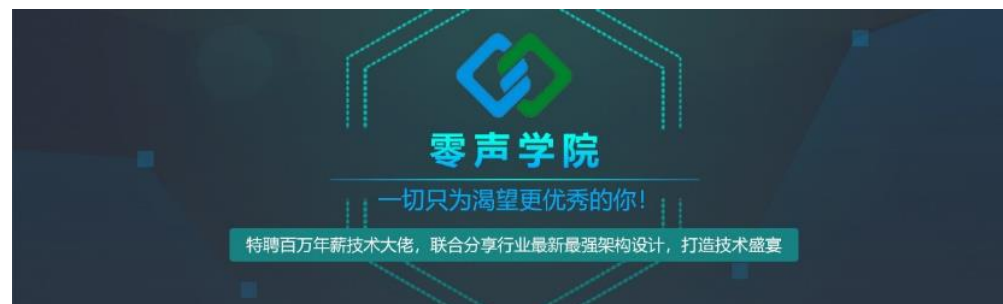 零声学院
一切只为渴望更优秀的你!
特聘百万年薪技术大佬，联合分享行业最新最强架构设计，打造技术盛宴